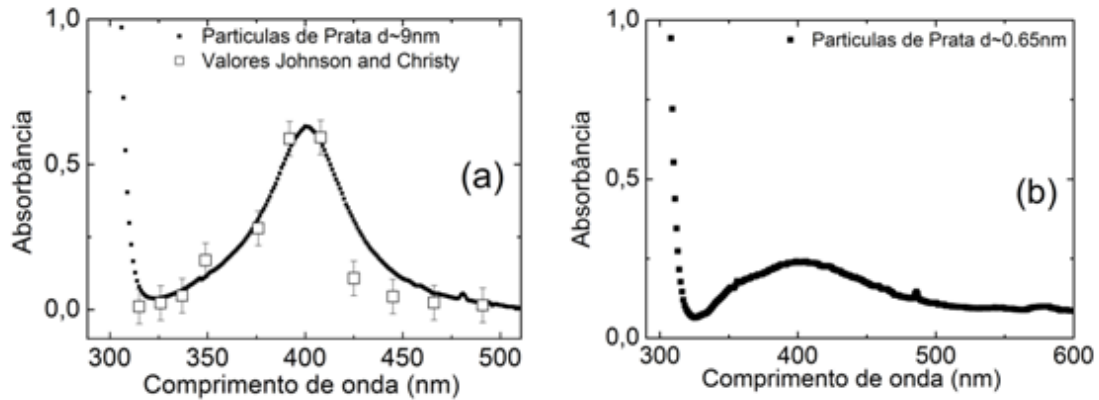 1,0
0,5
0,0
Absorbância
Particulas de Prata d~9nm
Valores Johnson and Christy
(a)
300 350 400 450 500
Comprimento de onda (nm)
1,0
0,5
0,0
Absorbância
Particulas de Prata d~0.65nm
(b)
300 400 500 600
Comprimento de onda (nm)